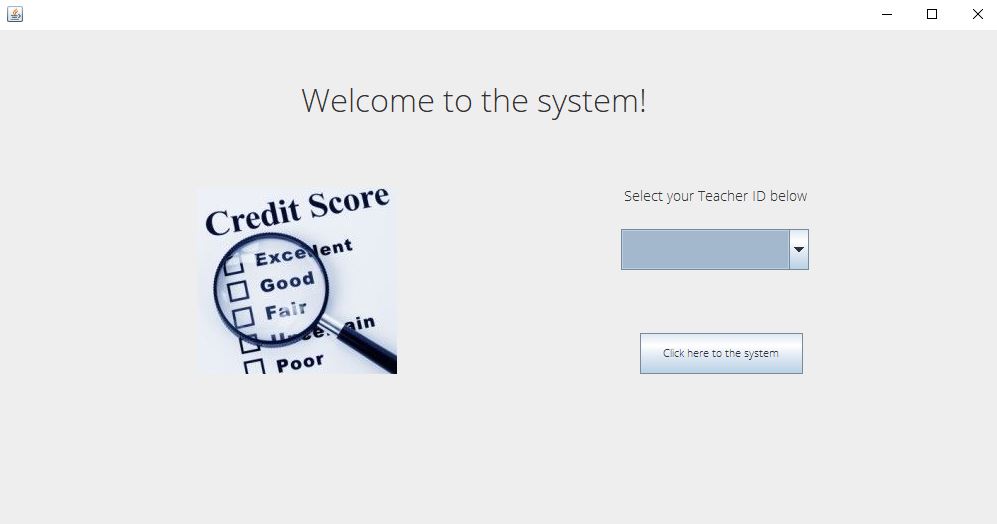 Welcome to the system!
Credit Score
Excellent
Good
Fair
Uncertain
Poor
Select your Teacher ID below
Click here to the system